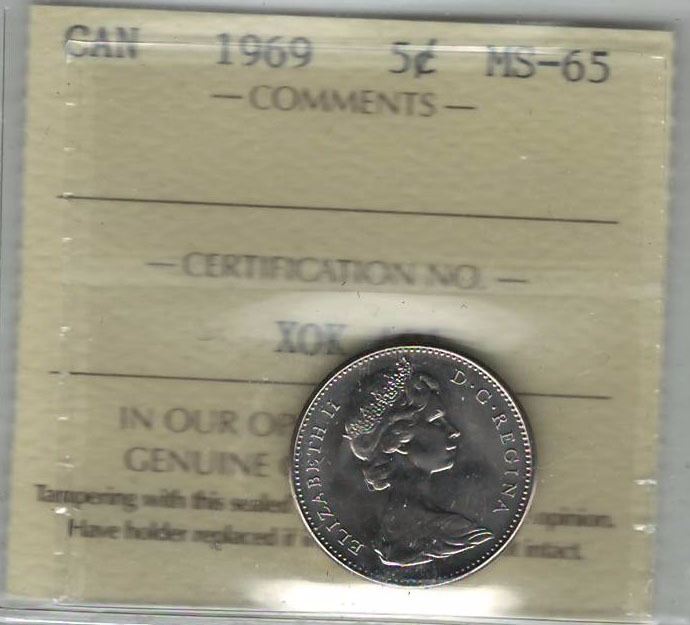 CAN 1969 5¢ MS-65
— COMMENTS —
— CERTIFICATION NO. —
XOK
IN OUR OP
GENUINE
Tampering with this sealed opinion.
Have holder replaced if intact.
ELIZABETH II D·G·REGINA